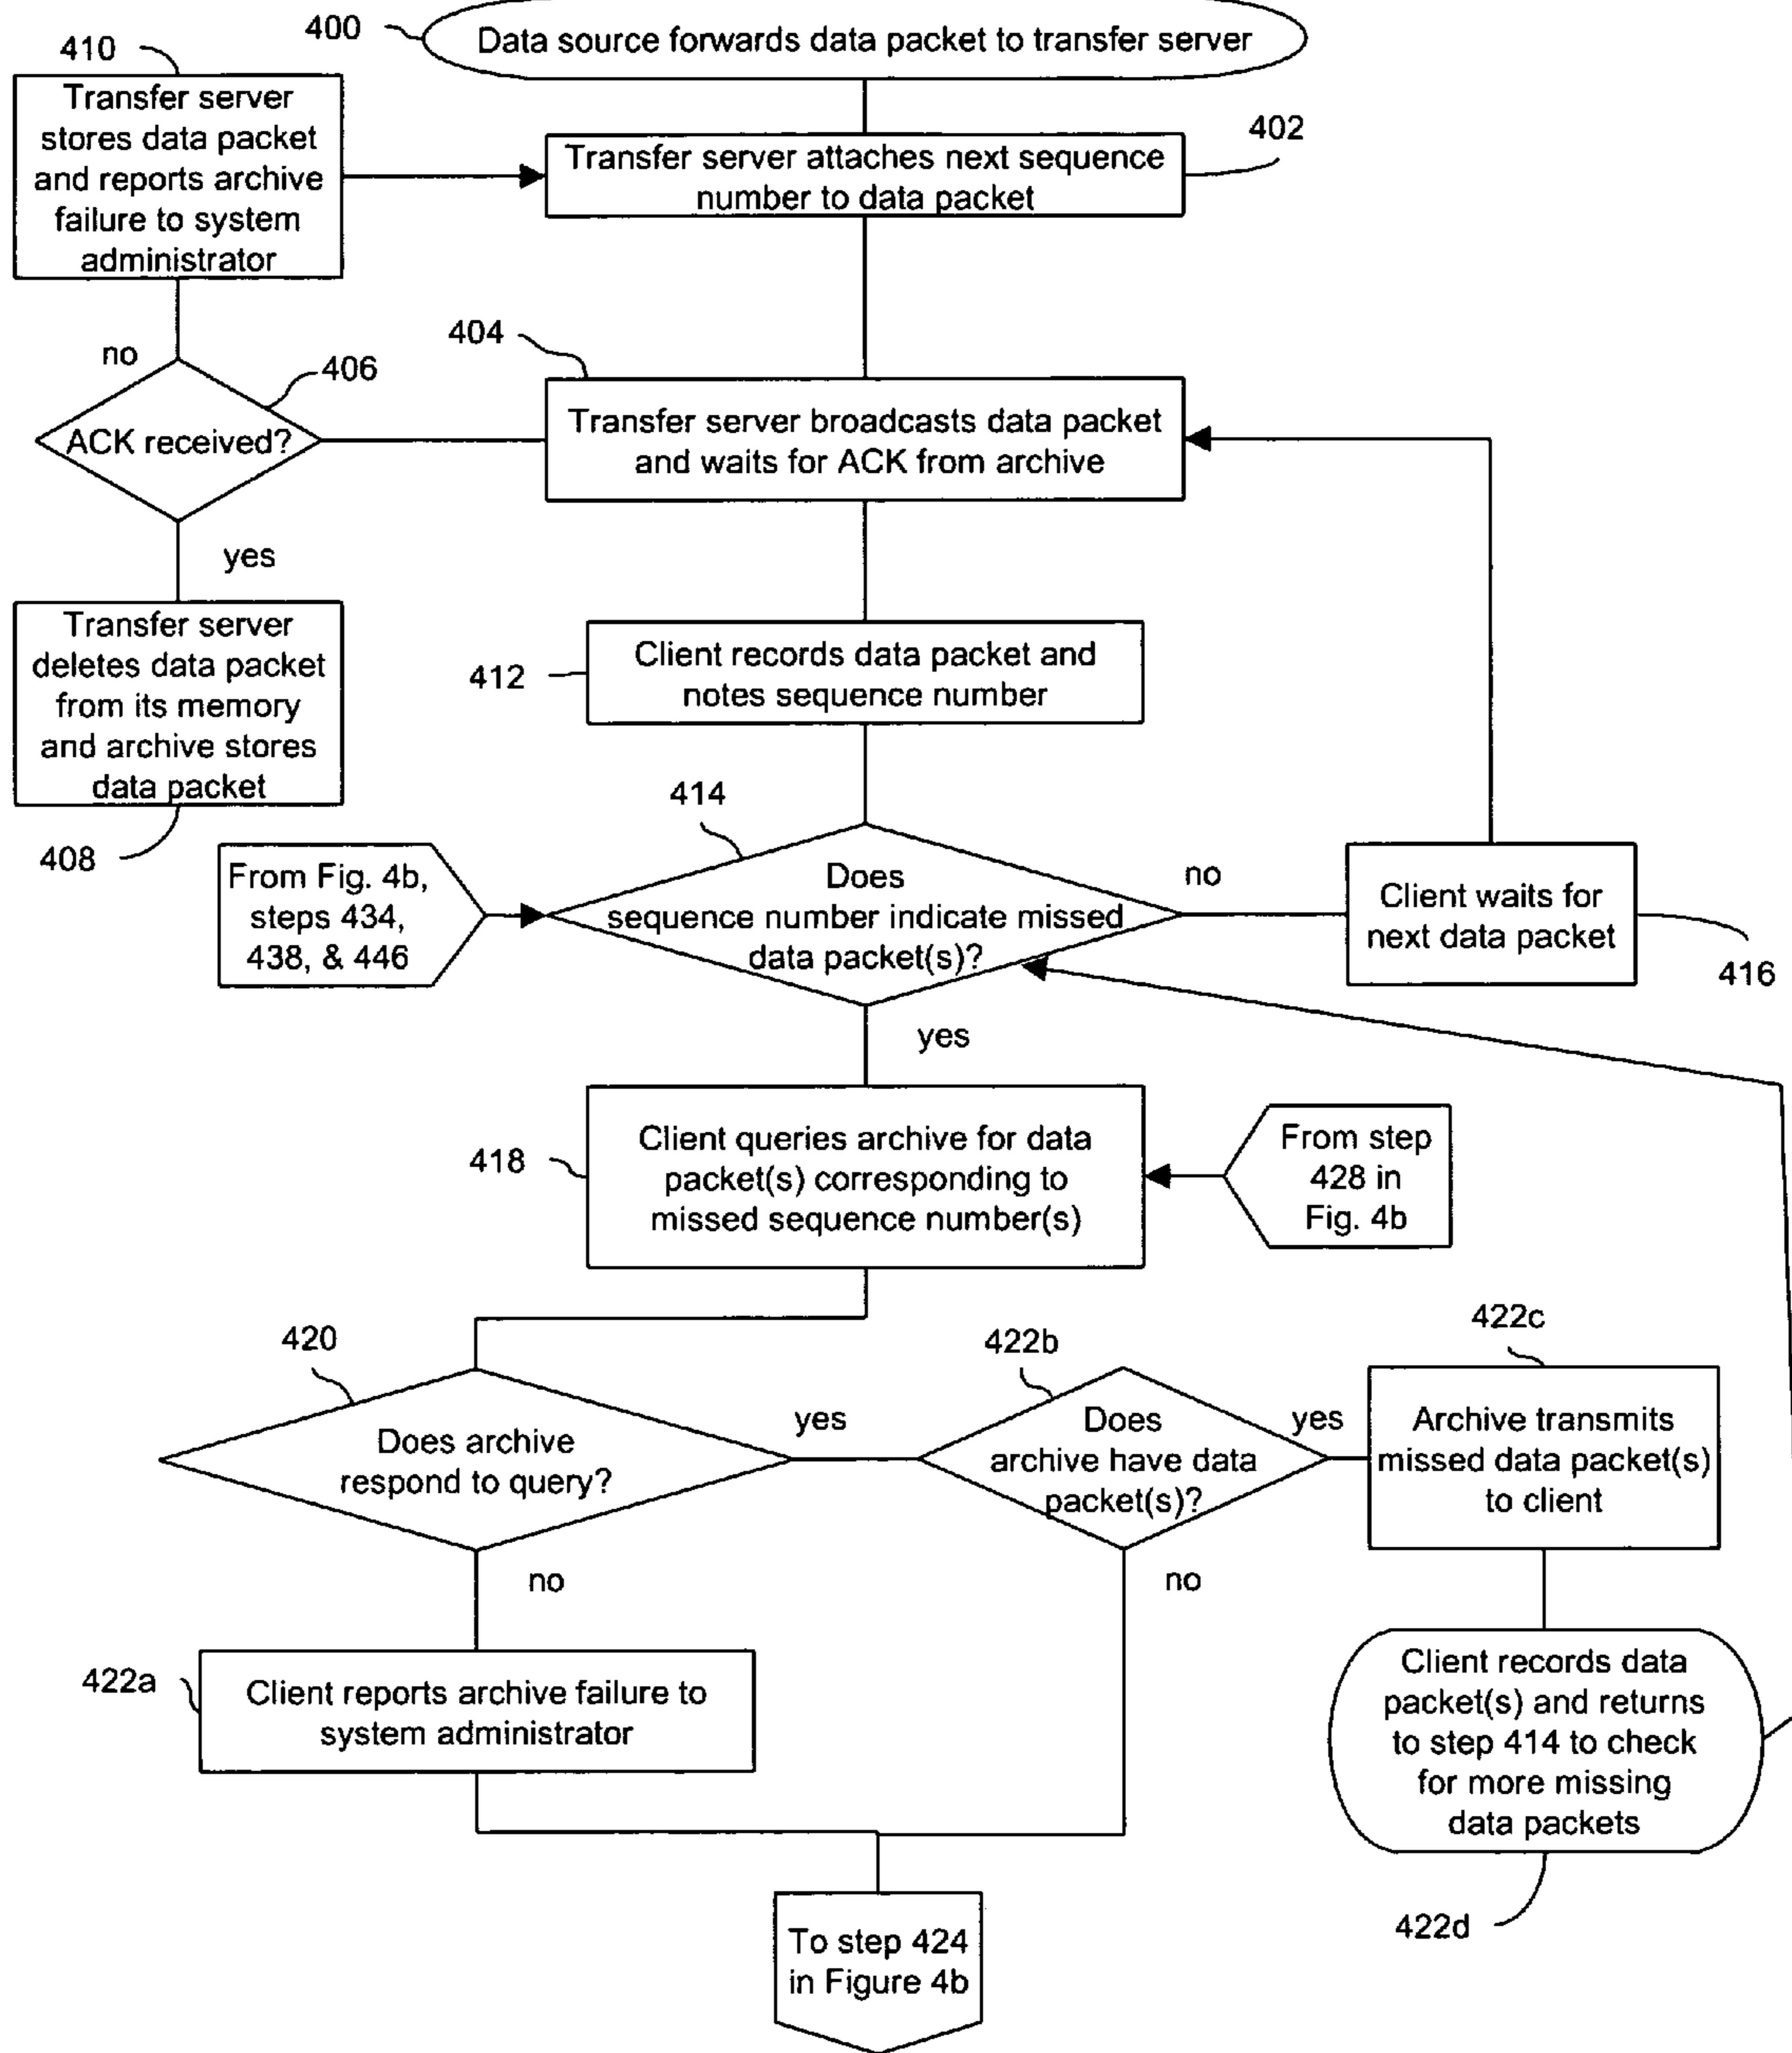 400
Data source forwards data packet to transfer server
410
Transfer server
stores data packet
and reports archive
failure to system
administrator
402
Transfer server attaches next sequence
number to data packet
no
406
ACK received?
404
Transfer server broadcasts data packet
and waits for ACK from archive
yes
Transfer server
deletes data packet
from its memory
and archive stores
data packet
408
412
Client records data packet and
notes sequence number
414
From Fig. 4b,
steps 434,
438, & 446
Does
sequence number indicate missed
data packet(s)?
no
Client waits for
next data packet
416
yes
418
Client queries archive for data
packet(s) corresponding to
missed sequence number(s)
From step
428 in
Fig. 4b
420
Does archive
respond to query?
yes
422b
Does
archive have data
packet(s)?
yes
422c
Archive transmits
missed data packet(s)
to client
no
no
422a
Client reports archive failure to
system administrator
Client records data
packet(s) and returns
to step 414 to check
for more missing
data packets
422d
To step 424
in Figure 4b